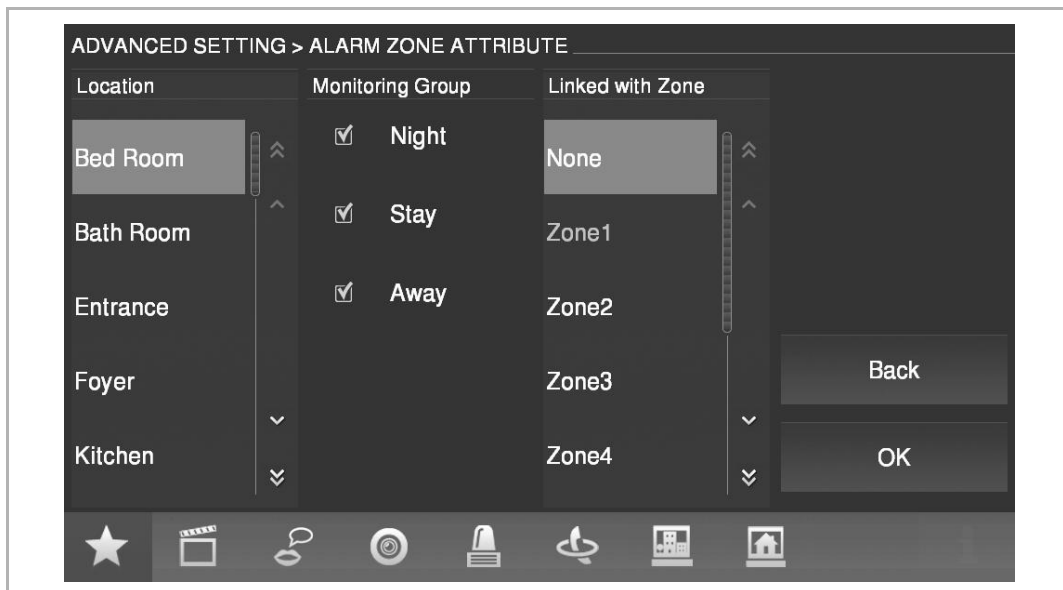 ADVANCED SETTING > ALARM ZONE ATTRIBUTE
Location
Bed Room
Bath Room
Entrance
Foyer
Kitchen
Monitoring Group
Night
Stay
Away
Linked with Zone
None
Zone1
Zone2
Zone3
Zone4
Back
OK